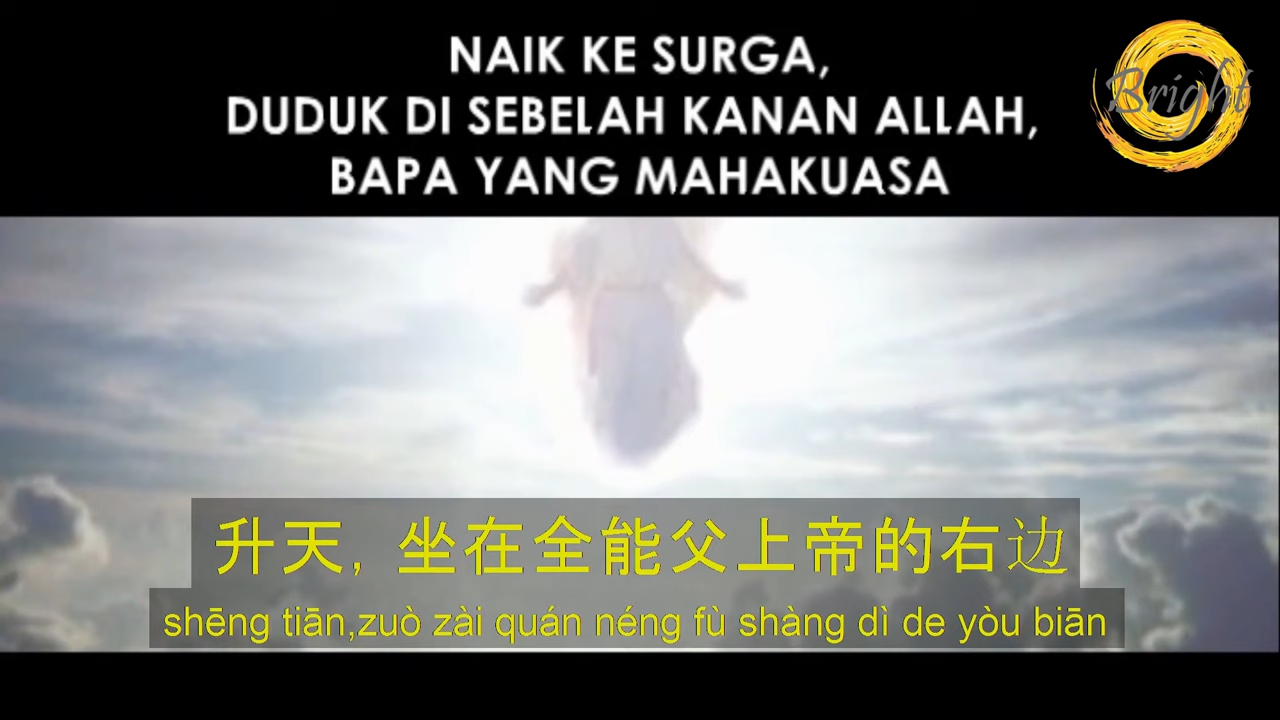 NAIK KE SURGA,
DUDUK DI SEBELAH KANAN ALLAH,
BAPA YANG MAHAKUASA
Bright
升天, 坐在全能父上帝的右边
shēng tiān,zuò zài quán néng fù shàng dì de yòu biān